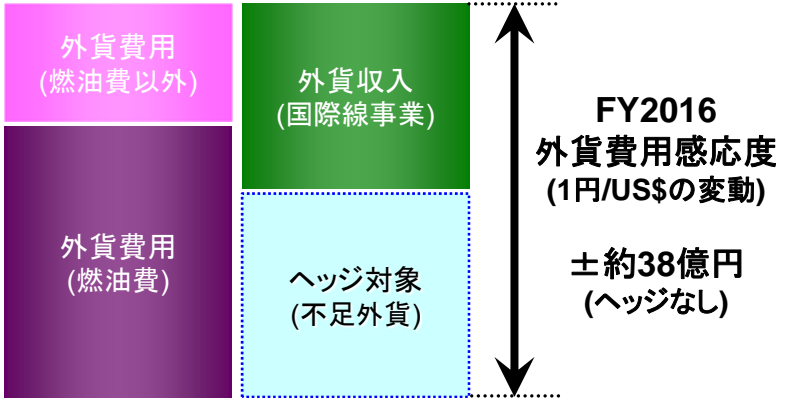 外貨費用
(燃油費以外)
外貨費用
(燃油費)
外貨収入
(国際線事業)
ヘッジ対象
(不足外貨)
FY2016
外貨費用感応度
(1円/US$の変動)
±約38億円
(ヘッジなし)